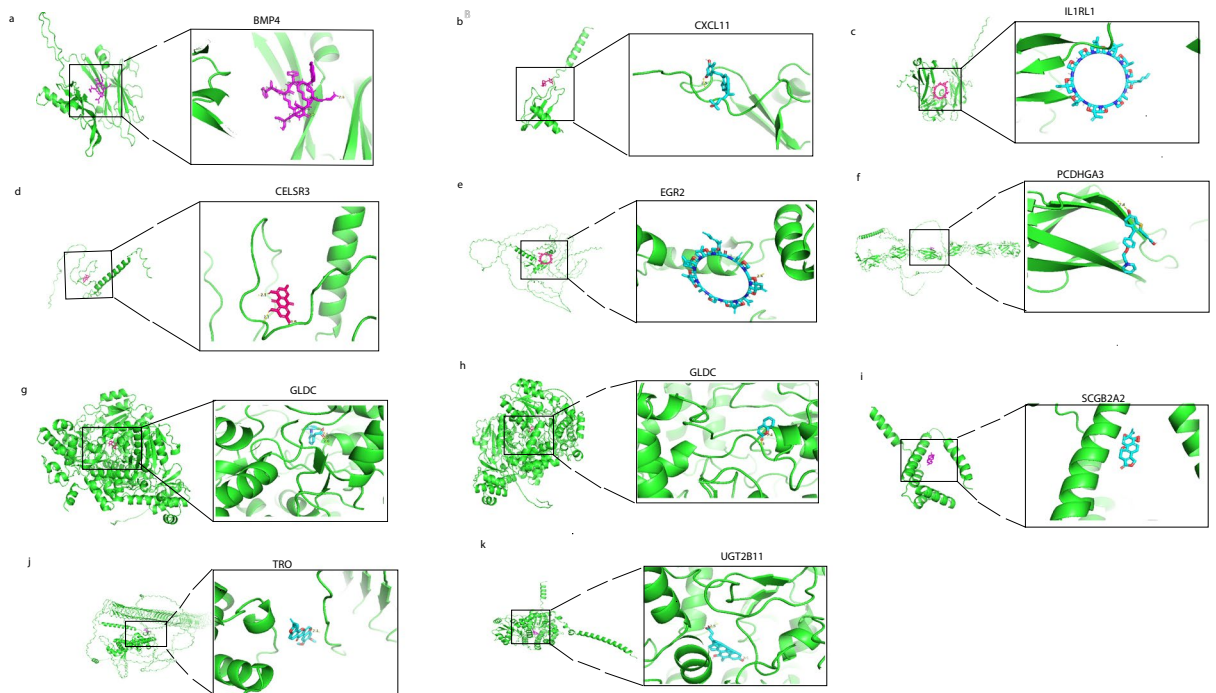 a
BMP4
b
CXCL11
c
IL1RL1
d
CELSR3
e
EGR2
f
PCDHGA3
g
GLDC
h
GLDC
i
SCGB2A2
j
TRO
k
UGT2B11